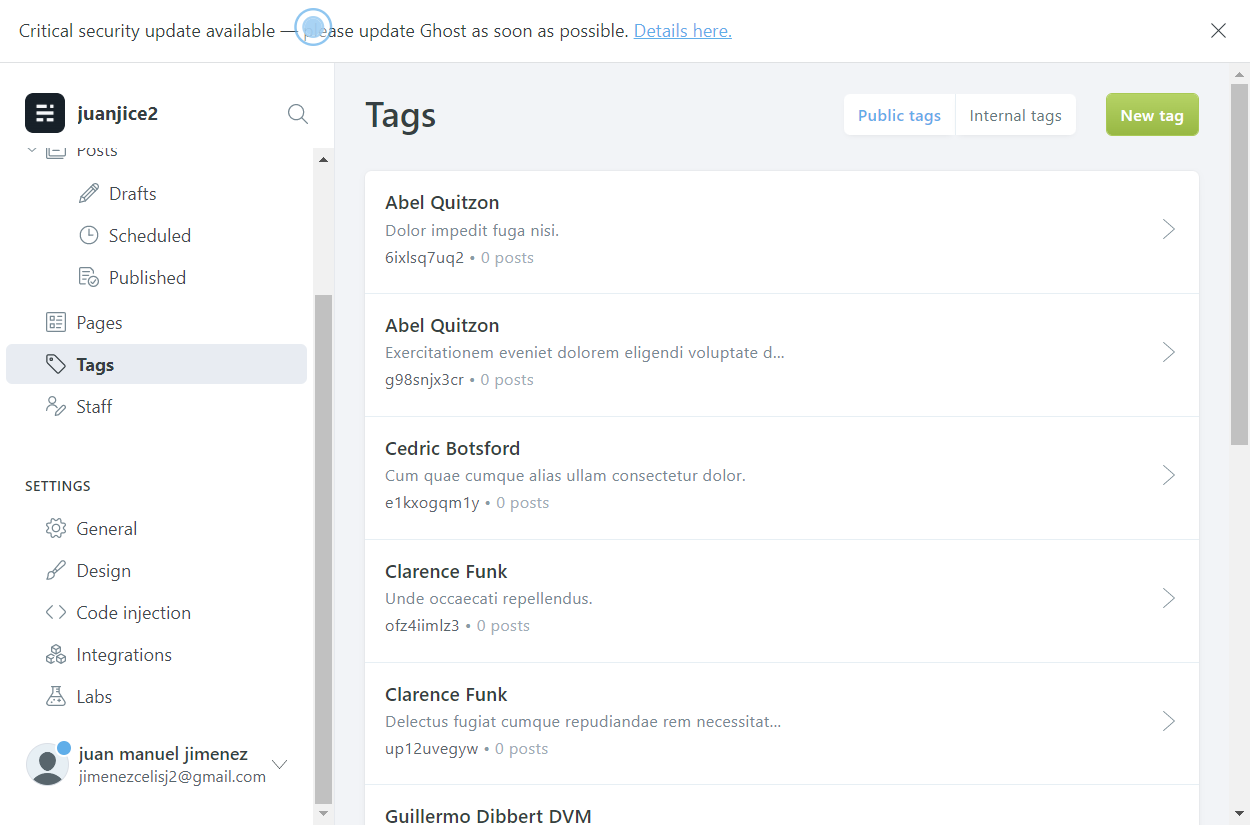 Critical security update available — please update Ghost as soon as possible. Details here.
juanjice2
Posts
Drafts
Scheduled
Published
Pages
Tags
Staff
SETTINGS
General
Design
Code injection
Integrations
Labs
juan manuel jimenez
jimenezcelisj2@gmail.com
Tags
Public tags
Internal tags
New tag
Abel Quitzon
Dolor impedit fuga nisi.
6ixlsq7uq2 • 0 posts
Abel Quitzon
Exercitationem eveniet dolorem eligendi voluptate d...
g98snjx3cr • 0 posts
Cedric Botsford
Cum quae cumque alias ullam consectetur dolor.
e1kxogqm1y • 0 posts
Clarence Funk
Unde occaecati repellendus.
ofz4iimlz3 • 0 posts
Clarence Funk
Delectus fugiat cumque repudiandae rem necessitat...
up12uvegyw • 0 posts
Guillermo Dibbert DVM